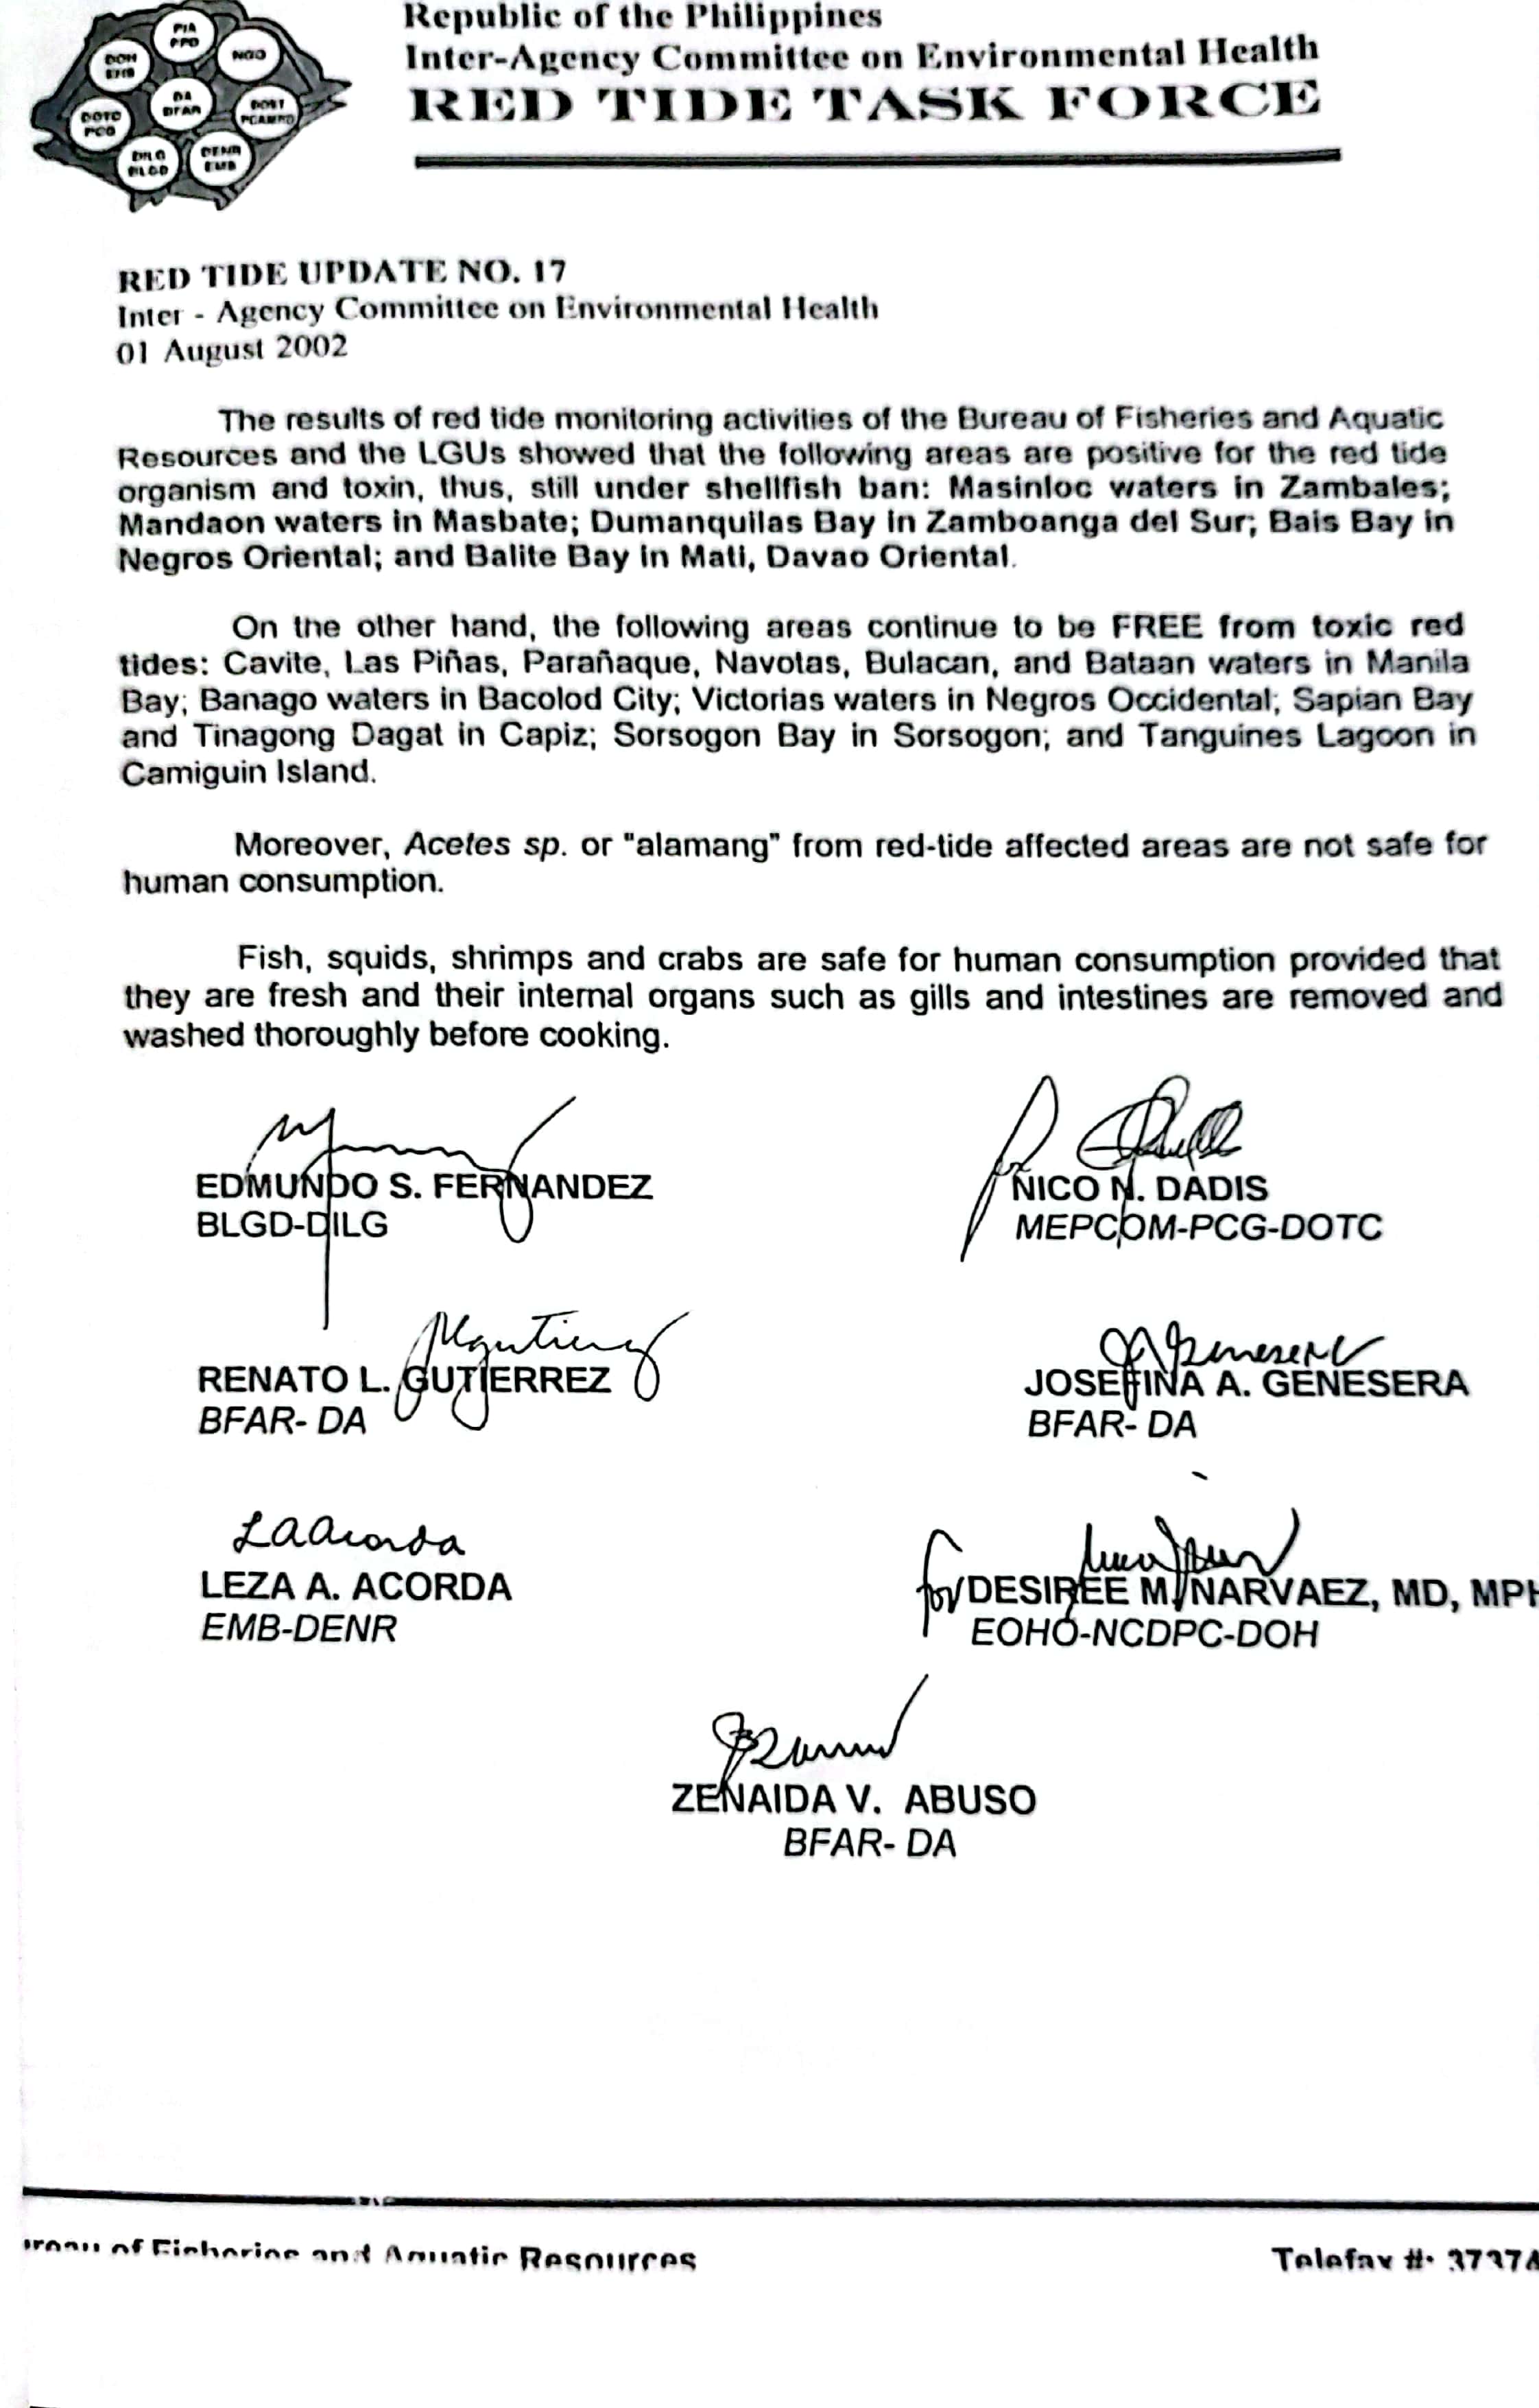 PIA
PPD
DOH
EHS
NGO
DA
BFAR
DOTC
PCG
DOST
PCAMRD
DILG
BLGD
DENR
EMB
Republic of the Philippines
Inter-Agency Committee on Environmental Health
RED TIDE TASK FORCE
RED TIDE UPDATE NO. 17
Inter - Agency Committee on Environmental Health
01 August 2002
The results of red tide monitoring activities of the Bureau of Fisheries and Aquatic
Resources and the LGUs showed that the following areas are positive for the red tide
organism and toxin, thus, still under shellfish ban: Masinloc waters in Zambales;
Mandaon waters in Masbate; Dumanquilas Bay in Zamboanga del Sur; Bais Bay in
Negros Oriental; and Balite Bay in Mati, Davao Oriental.
On the other hand, the following areas continue to be FREE from toxic red
tides: Cavite, Las Piñas, Parañaque, Navotas, Bulacan, and Bataan waters in Manila
Bay; Banago waters in Bacolod City; Victorias waters in Negros Occidental; Sapian Bay
and Tinagong Dagat in Capiz; Sorsogon Bay in Sorsogon; and Tanguines Lagoon in
Camiguin Island.
Moreover, Acetes sp. or "alamang" from red-tide affected areas are not safe for
human consumption.
Fish, squids, shrimps and crabs are safe for human consumption provided that
they are fresh and their internal organs such as gills and intestines are removed and
washed thoroughly before cooking.
EDMUNDO S. FERNANDEZ
BLGD-DILG
NICO N. DADIS
MEPCOM-PCG-DOTC
RENATO L. GUTIERREZ
BFAR- DA
JOSEFINA A. GENESERA
BFAR- DA
LAAcorda
LEZA A. ACORDA
EMB-DENR
for DESIREE M. NARVAEZ, MD, MPH
EOHO-NCDPC-DOH
ZENAIDA V. ABUSO
BFAR- DA
of Fisheries and Aquatic Resources
Telefax #: 37374